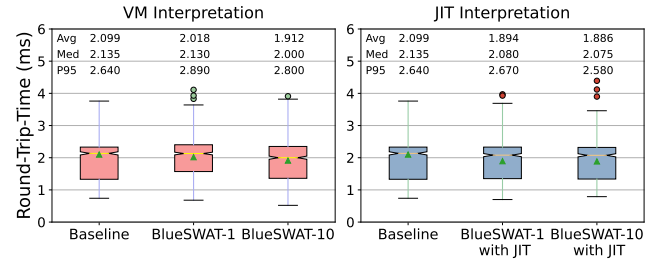 VM Interpretation
JIT Interpretation
Round-Trip-Time (ms)
6
5
4
3
2
1
0
Avg 2.099 2.018 1.912
Med 2.135 2.130 2.000
P95 2.640 2.890 2.800
Baseline BlueSWAT-1 BlueSWAT-10
6
5
4
3
2
1
0
Avg 2.099 1.894 1.886
Med 2.135 2.080 2.075
P95 2.640 2.670 2.580
Baseline BlueSWAT-1 BlueSWAT-10
with JIT with JIT